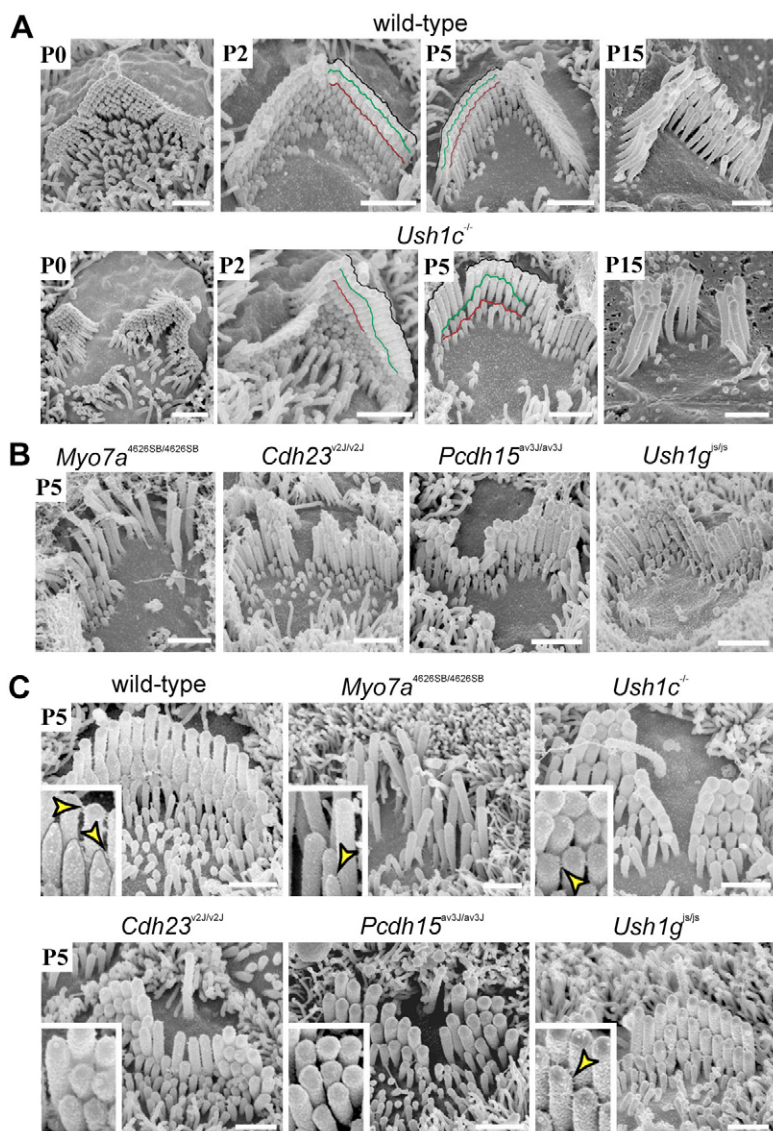 A
wild-type
P0 P2 P5 P15
Ush1c-/-
P0 P2 P5 P15
B
Myo7a4626SB/4626SB Cdh23v2J/v2J Pcdh15av3J/av3J Ush1gjs/js
P5
C
wild-type Myo7a4626SB/4626SB Ush1c-/-
P5
Cdh23v2J/v2J Pcdh15av3J/av3J Ush1gjs/js
P5